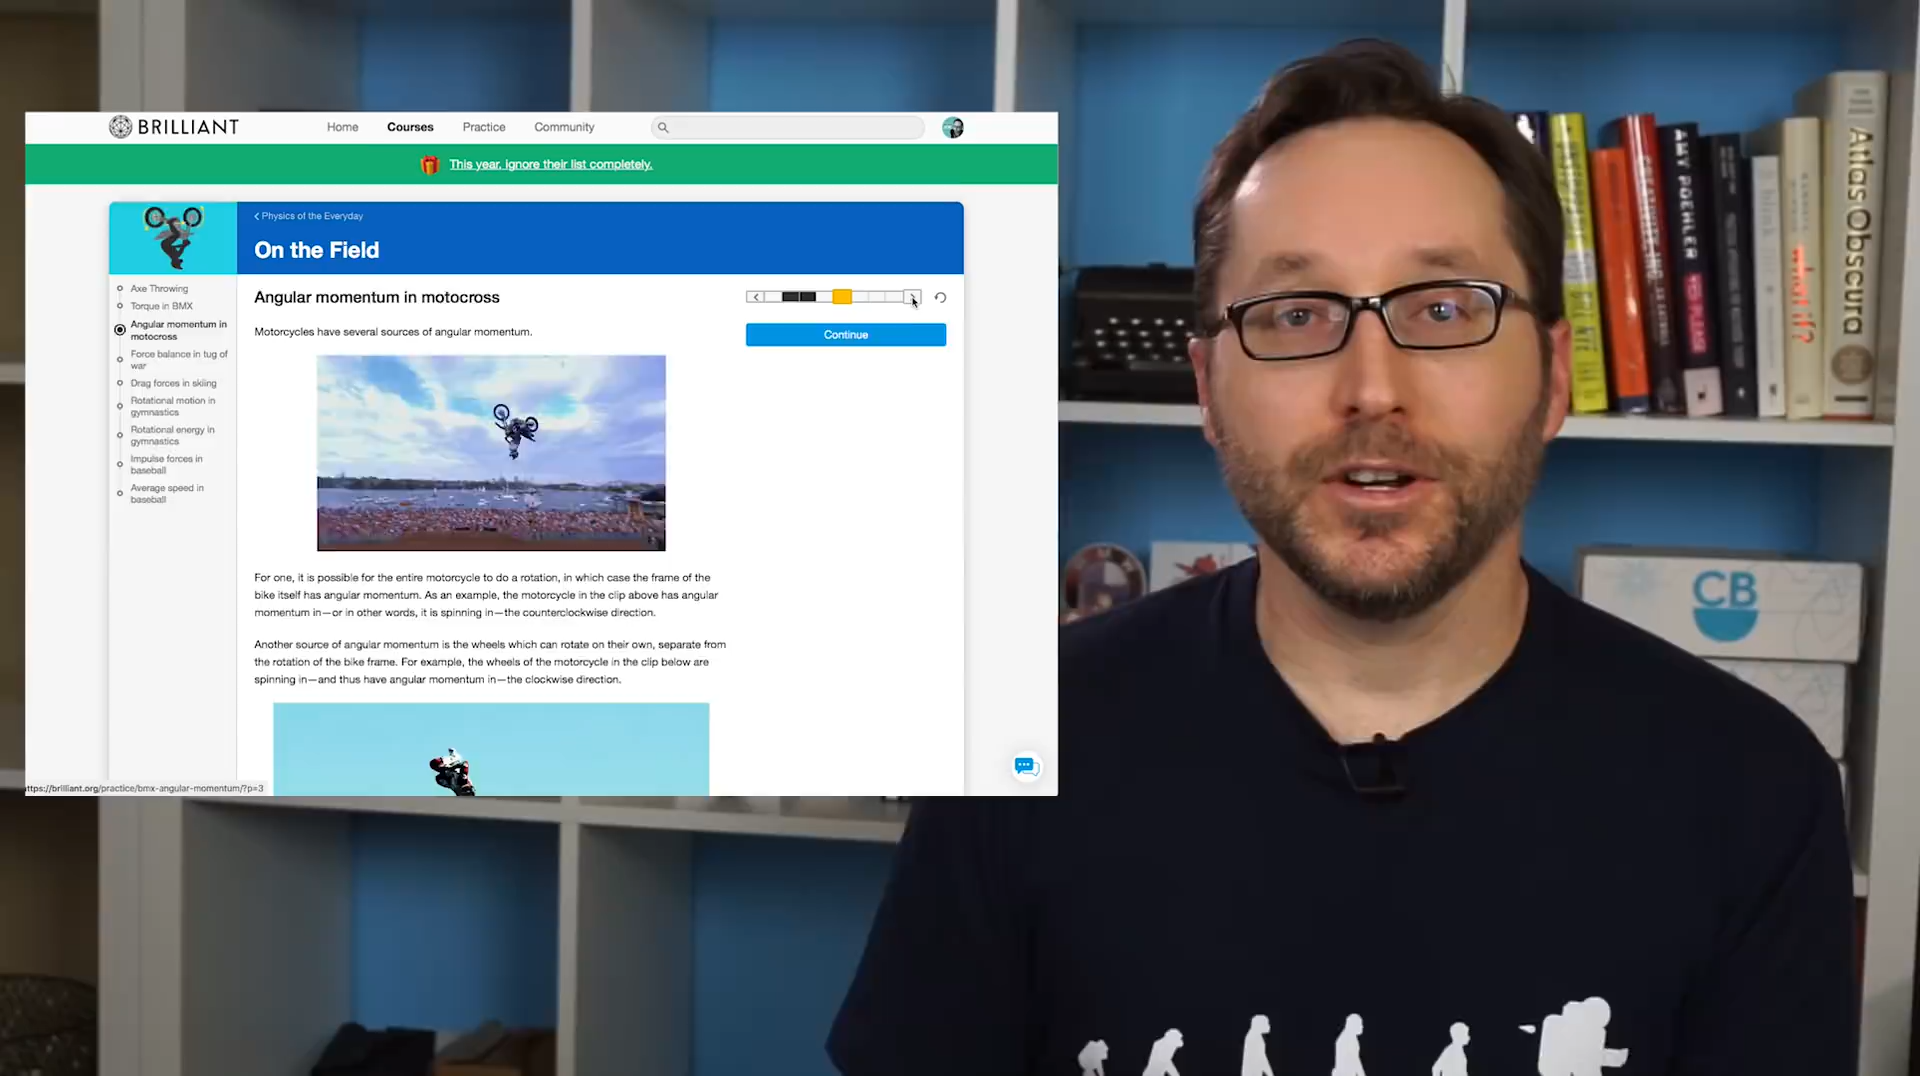 BRILLIANT
Home
Courses
Practice
Community
This year, ignore their list completely.
Physics of the Everyday
On the Field
Axe Throwing
Torque in BMX
Angular momentum in
motocross
Force balance in tug of
war
Drag forces in skiing
Rotational motion in
gymnastics
Rotational energy in
gymnastics
Impulse forces in
baseball
Average speed in
baseball
Angular momentum in motocross
Continue
Motorcycles have several sources of angular momentum.
For one, it is possible for the entire motorcycle to do a rotation, in which case the frame of the
bike itself has angular momentum. As an example, the motorcycle in the clip above has angular
momentum in—or in other words, it is spinning in—the counterclockwise direction.
Another source of angular momentum is the wheels which can rotate on their own, separate from
the rotation of the bike frame. For example, the wheels of the motorcycle in the clip below are
spinning in—and thus have angular momentum in—the clockwise direction.
ttps://brilliant.org/practice/bmx-angular-momentum/?p=3
AMY POEHLER
what if?
Atlas Obscura
CB